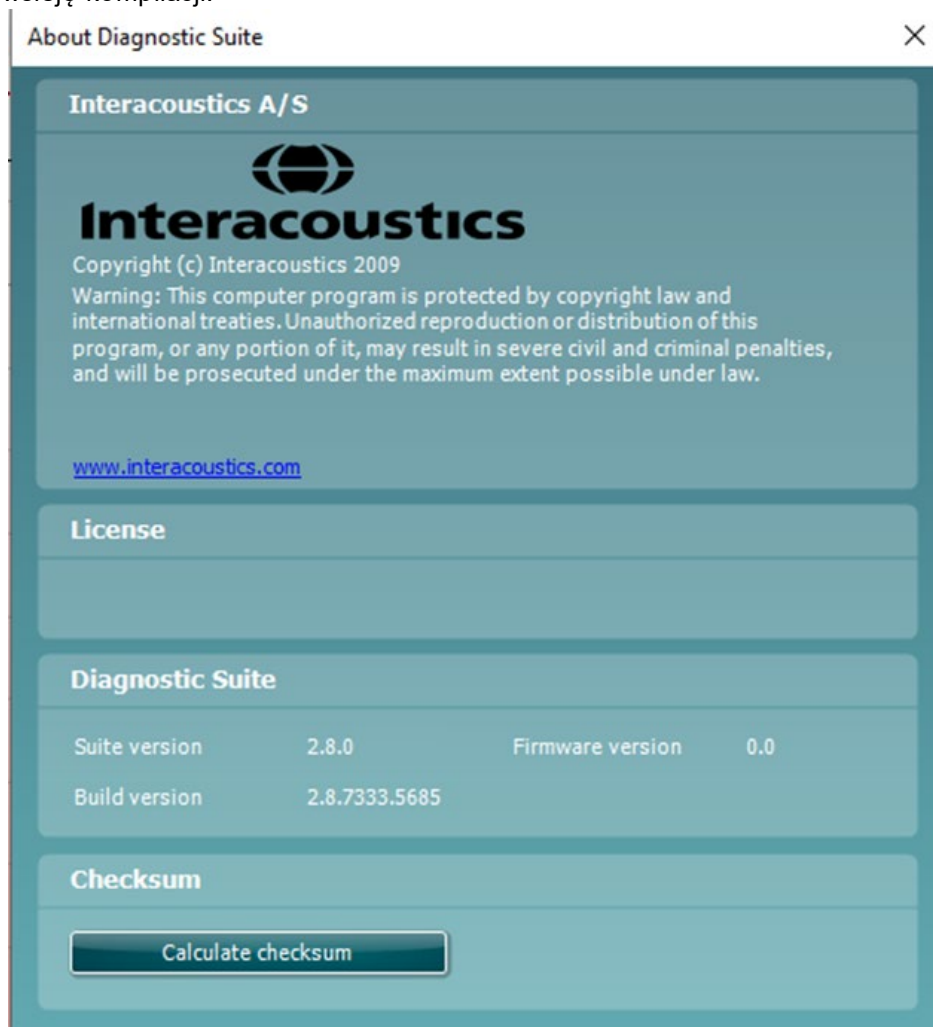 About Diagnostic Suite
Interacoustics A/S
Interacoustics
Copyright (c) Interacoustics 2009
Warning: This computer program is protected by copyright law and
international treaties. Unauthorized reproduction or distribution of this
program, or any portion of it, may result in severe civil and criminal penalties,
and will be prosecuted under the maximum extent possible under law.
www.interacoustics.com
License
Diagnostic Suite
Suite version 2.8.0 Firmware version 0.0
Build version 2.8.7333.5685
Checksum
Calculate checksum